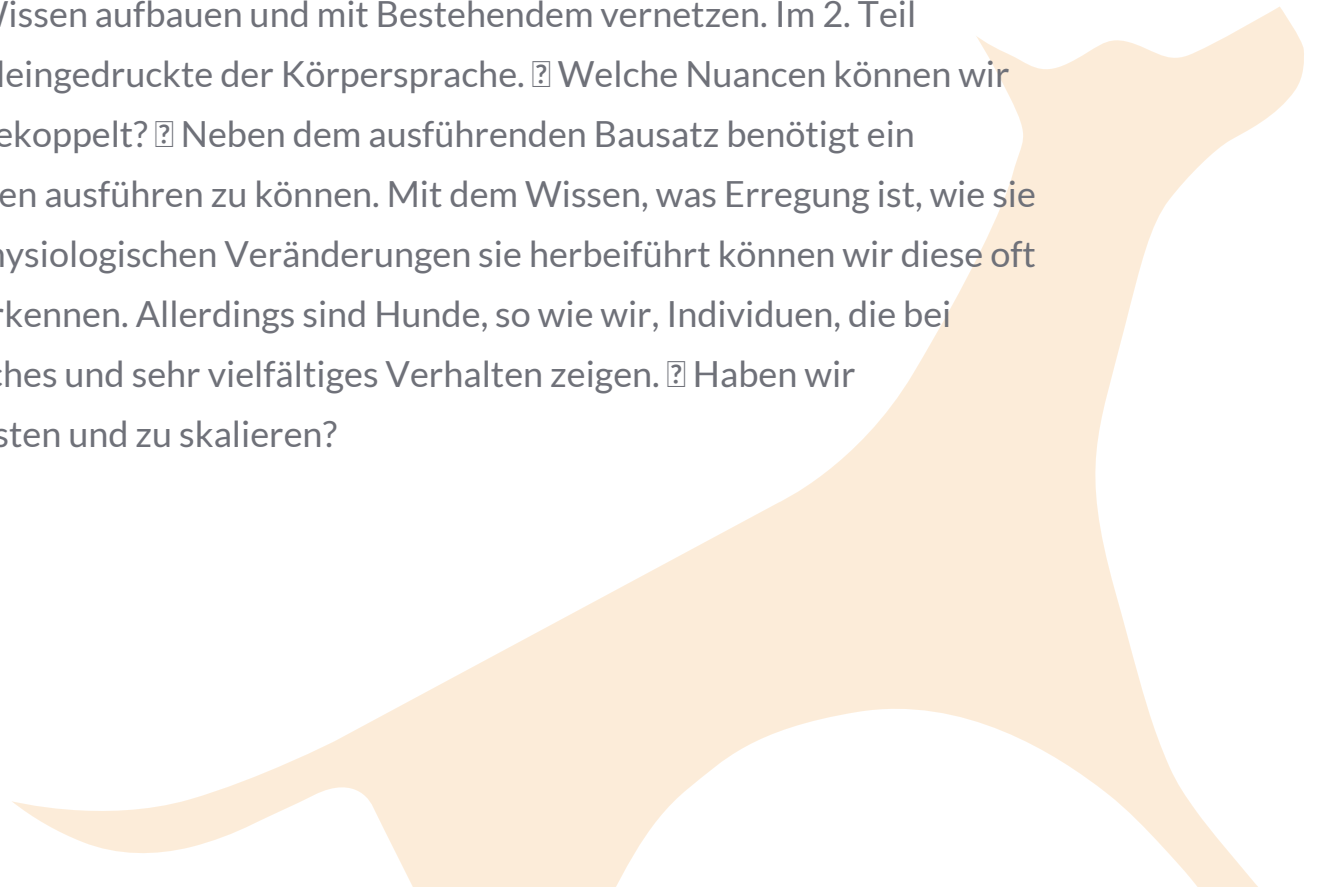 Wissen aufbauen und mit Bestehendem vernetzen. Im 2. Teil
leingedruckte der Körpersprache. Welche Nuancen können wir
ekoppelt? Neben dem ausführenden Bausatz benötigt ein
en ausführen zu können. Mit dem Wissen, was Erregung ist, wie sie
hysiologischen Veränderungen sie herbeiführt können wir diese oft
rkennen. Allerdings sind Hunde, so wie wir, Individuen, die bei
ches und sehr vielfältiges Verhalten zeigen. Haben wir
sten und zu skalieren?